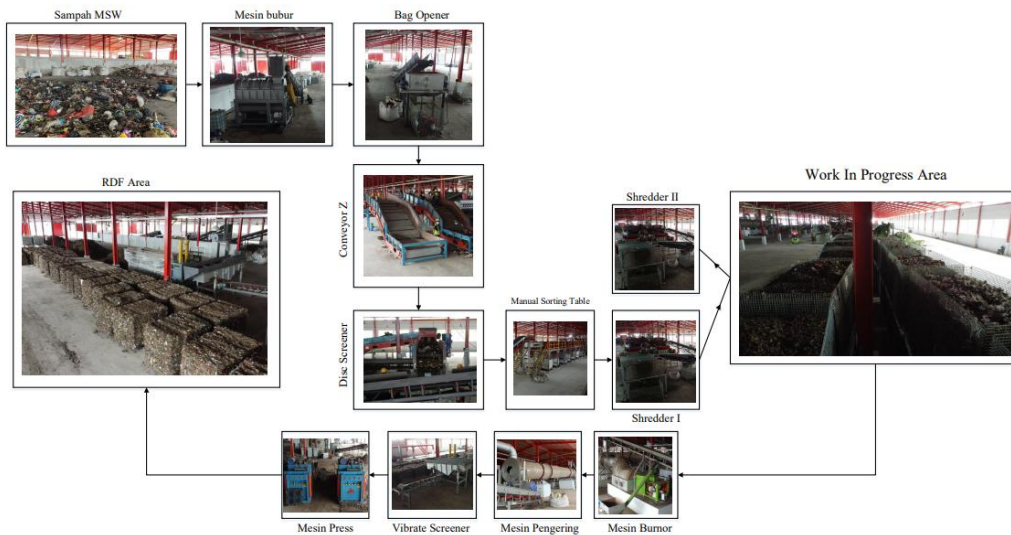 Sampah MSW
Mesin bubur
Bag Opener
RDF Area
Conveyor Z
Shredder II
Work In Progress Area
Disc Screener
Manual Sorting Table
Shredder I
Mesin Press
Vibrate Screener
Mesin Pengering
Mesin Burnor